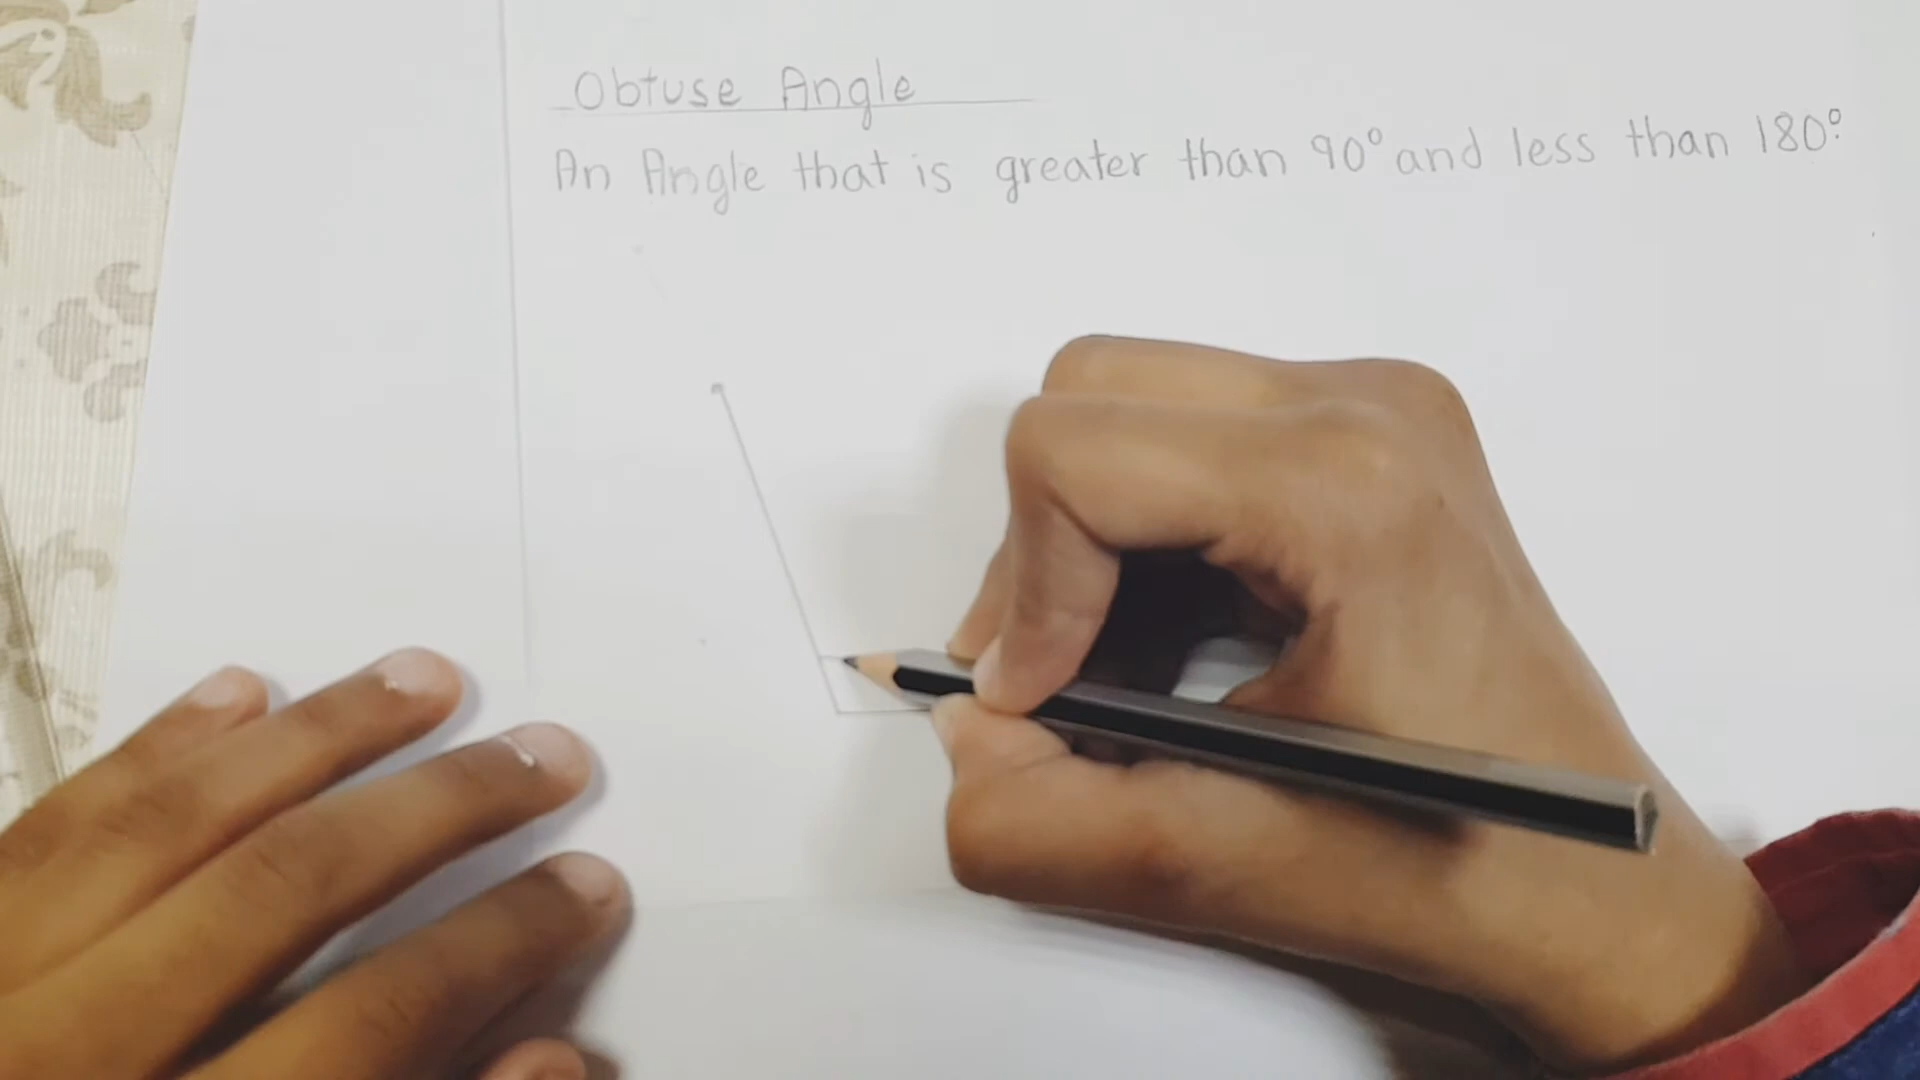 Obtuse Angle
An Angle that is greater than 90° and less than 180°.